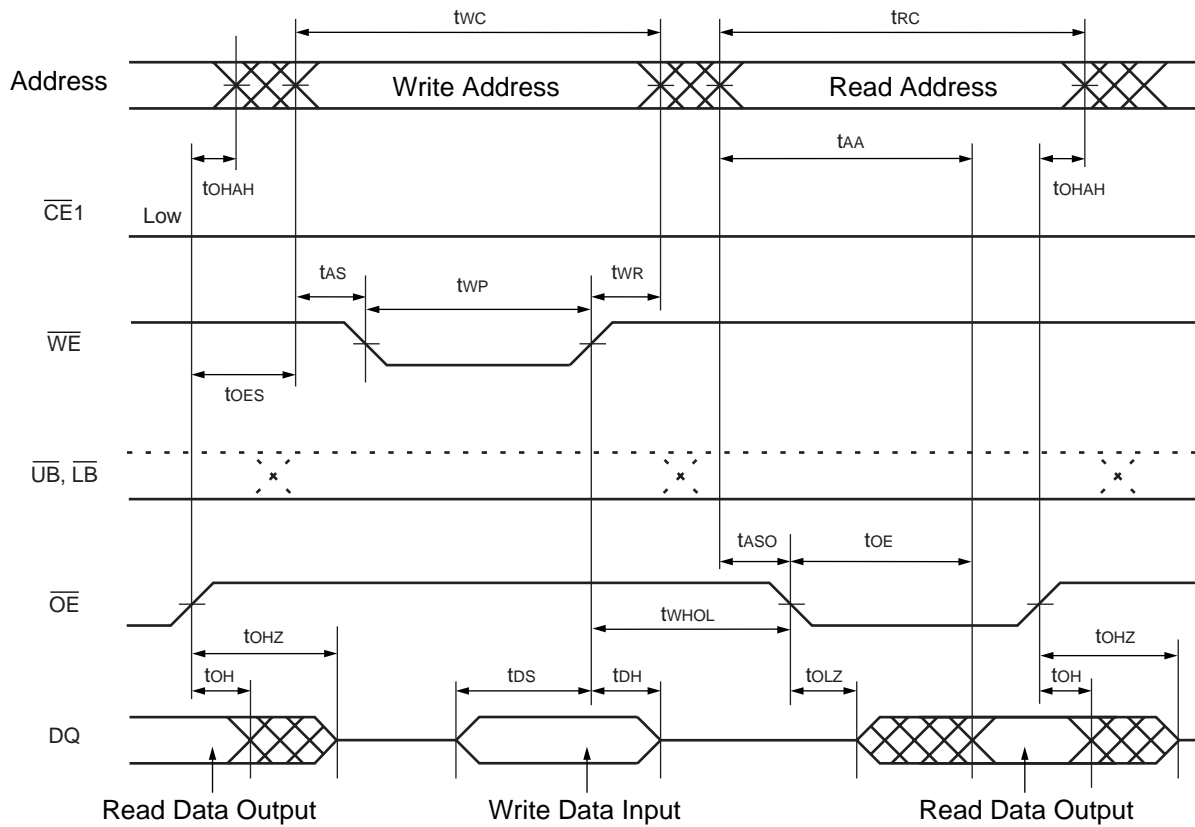 tWC tRC
Address Write Address Read Address
tAA
tOHAH tOHAH
CE1 Low
tAS tWP tWR
WE
tOES
UB, LB
tASO tOE
OE
tWHOL
tOHZ tOHZ
tOH tDS tDH tOLZ tOH
DQ
Read Data Output Write Data Input Read Data Output